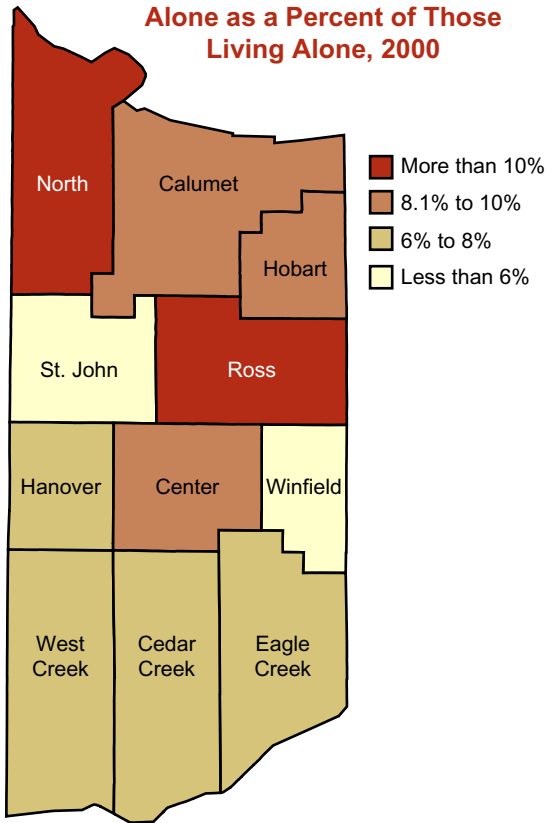 Alone as a Percent of Those
Living Alone, 2000
More than 10%
8.1% to 10%
6% to 8%
Less than 6%
North
Calumet
Hobart
St. John
Ross
Hanover
Center
Winfield
West
Creek
Cedar
Creek
Eagle
Creek